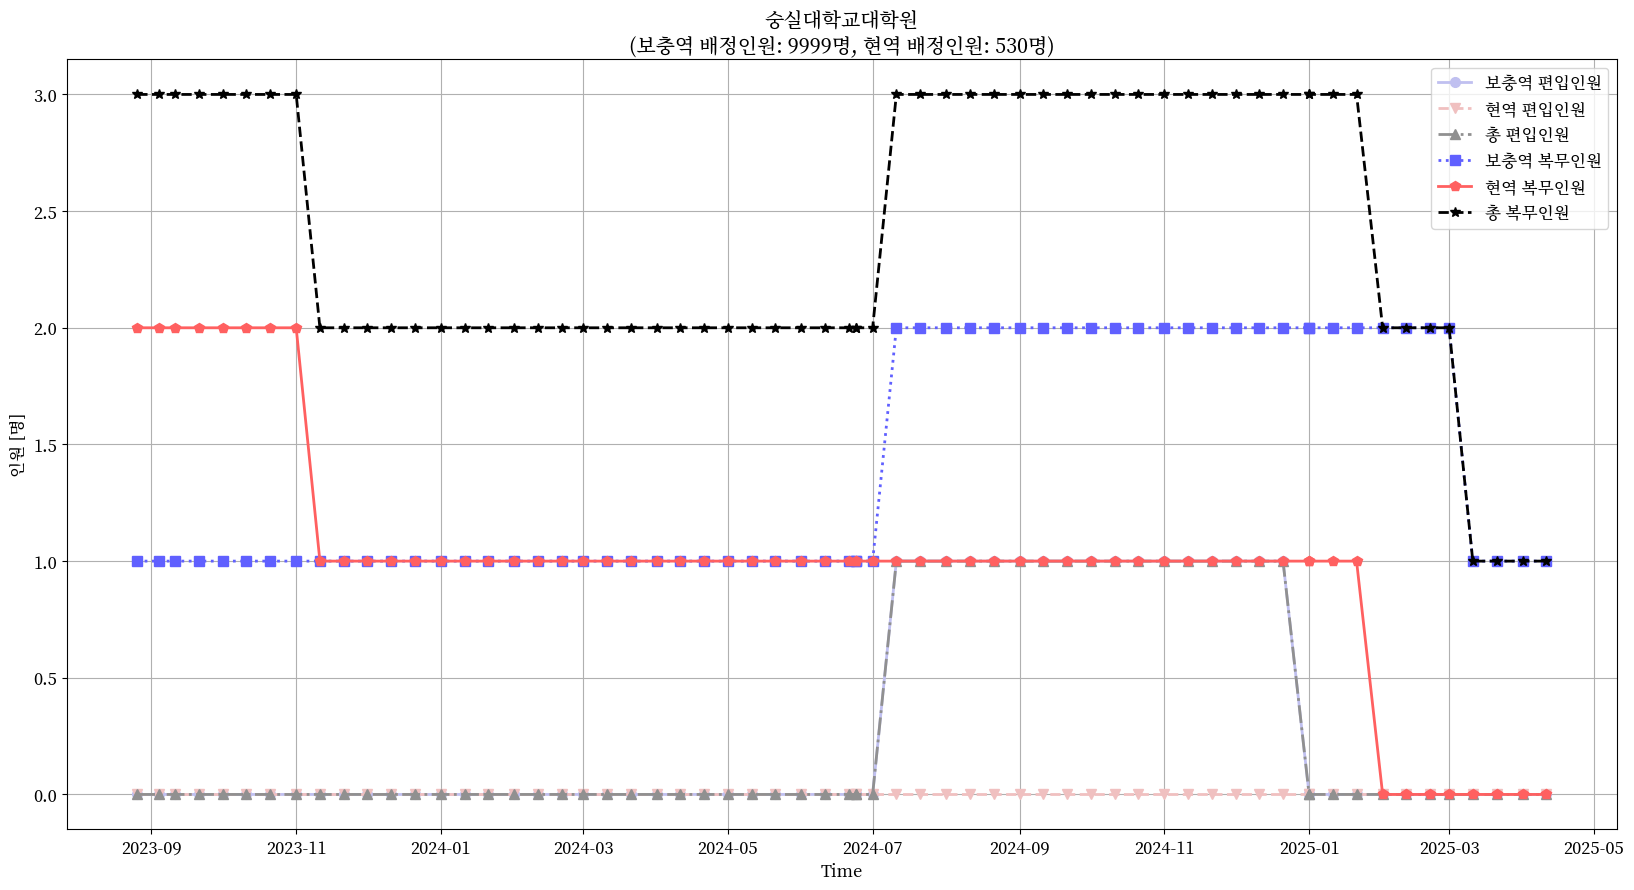 숭실대학교대학원
(보충역 배정인원: 9999명, 현역 배정인원: 530명)
보충역 편입인원
현역 편입인원
총 편입인원
보충역 복무인원
현역 복무인원
총 복무인원
인원 [명]
3.0
2.5
2.0
1.5
1.0
0.5
0.0
2023-09 2023-11 2024-01 2024-03 2024-05 2024-07 2024-09 2024-11 2025-01 2025-03 2025-05
Time